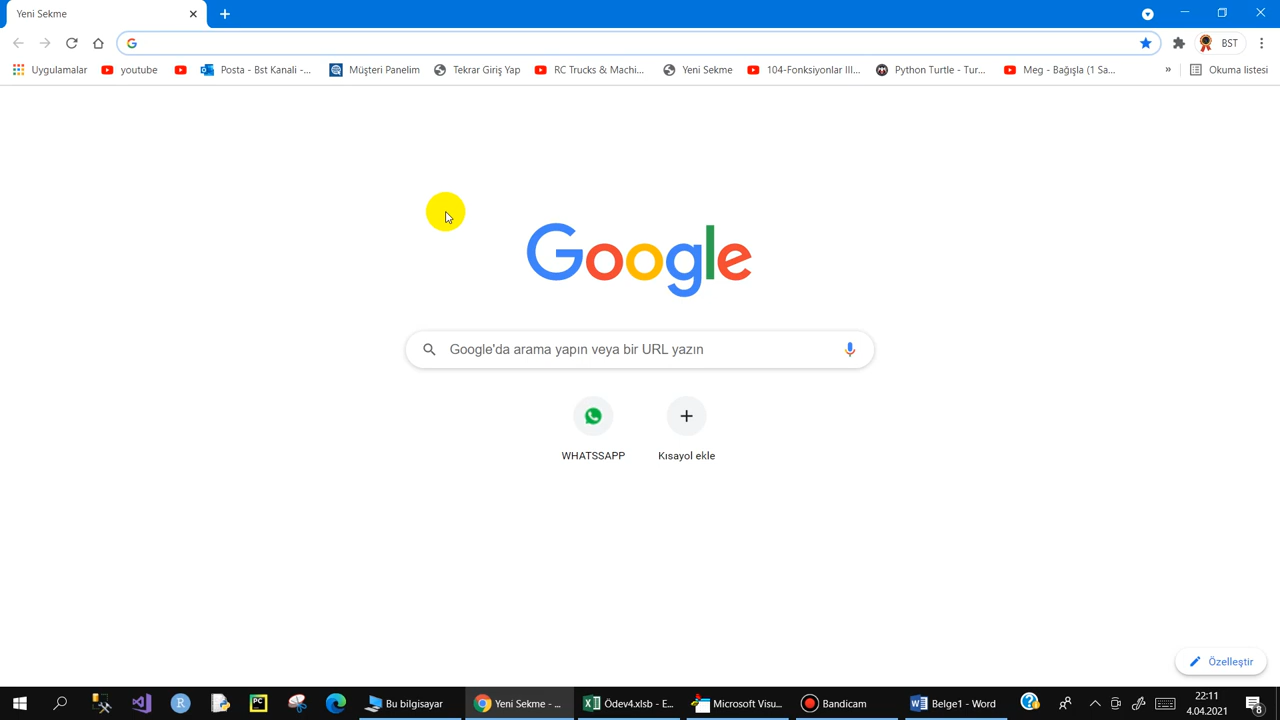 Yeni Sekme
BST
Uygulamalar
youtube
Posta - Bst Kanali -...
Müşteri Panelim
Tekrar Giriş Yap
RC Trucks & Machi...
Yeni Sekme
104-Fonksiyonlar III...
Python Turtle - Tur...
Meg - Bağışla (1 Sa...
»
Okuma listesi
Google
Google'da arama yapın veya bir URL yazın
WHATSSAPP
Kısayol ekle
Özelleştir
PC
Bu bilgisayar
Yeni Sekme - ...
Ödev4.xlsb - E...
Microsoft Visu...
Bandicam
Belge1 - Word
22:11
4.04.2021
8